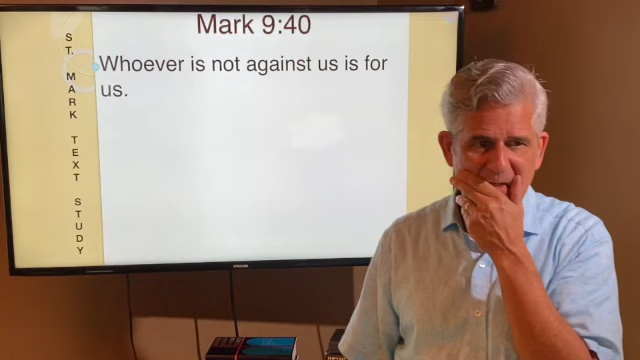 Mark 9:40
Whoever is not against us is for
us.
ST. MARK TEXT STUDY